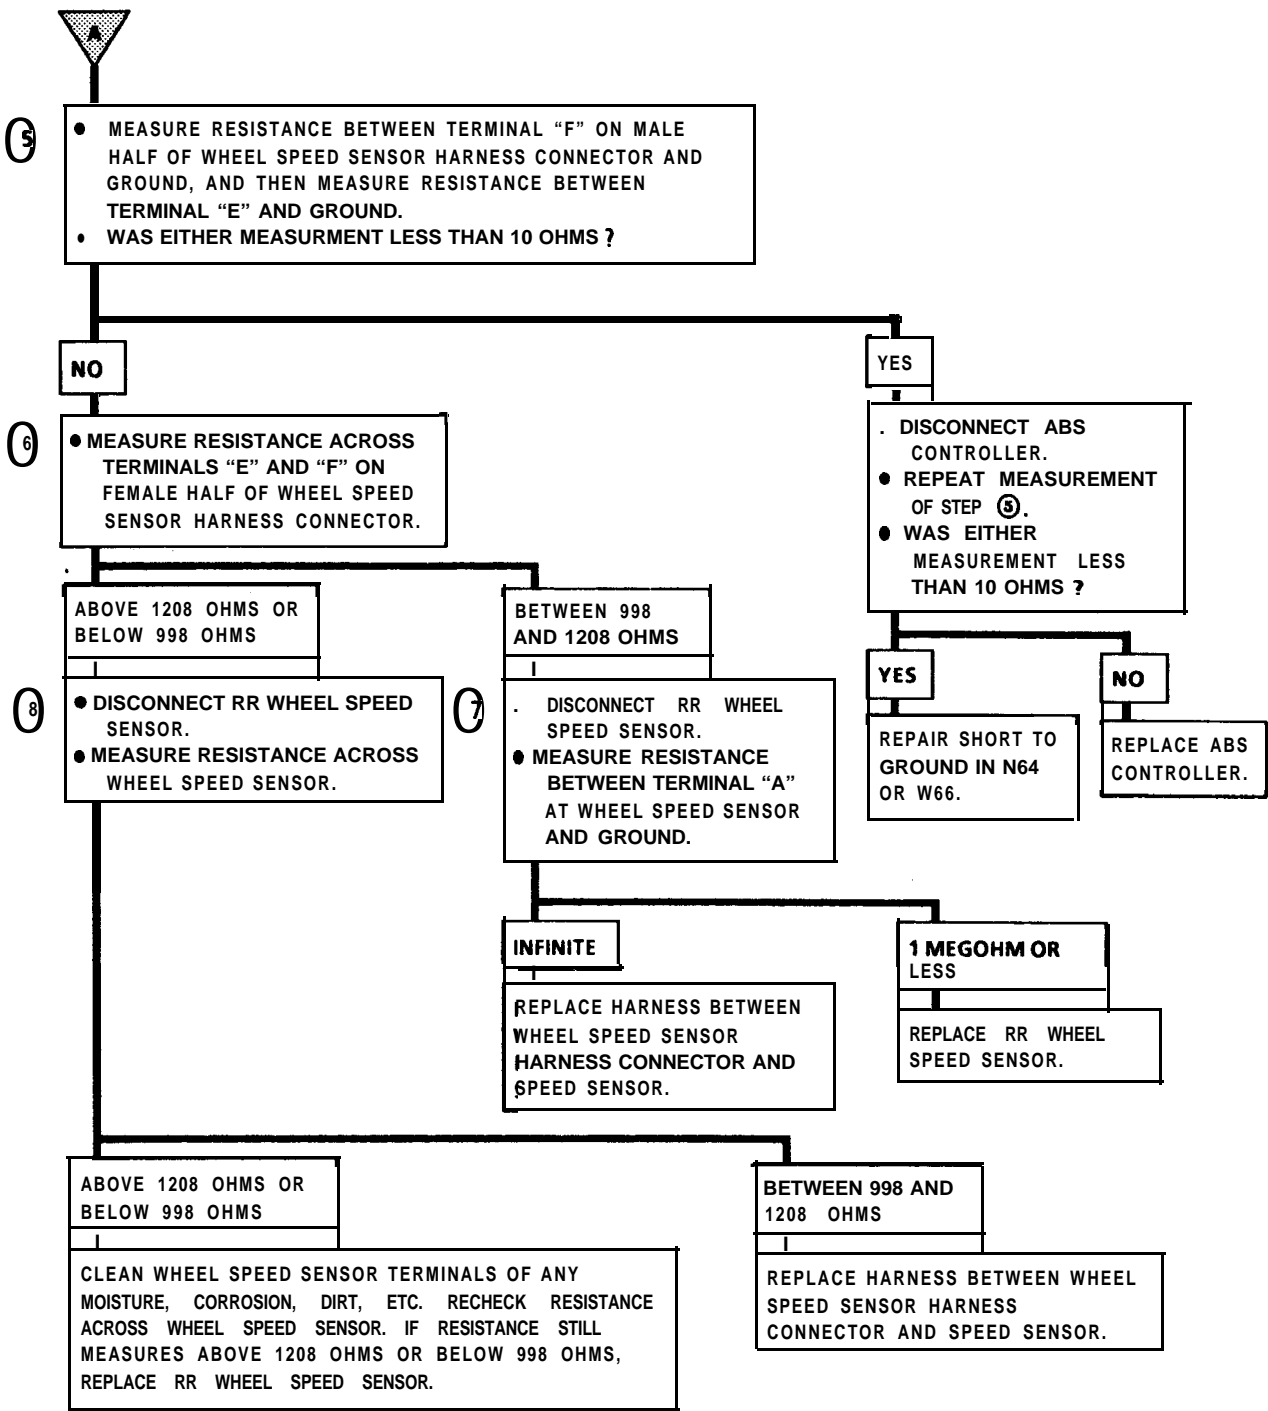 A
5
● MEASURE RESISTANCE BETWEEN TERMINAL “F” ON MALE
HALF OF WHEEL SPEED SENSOR HARNESS CONNECTOR AND
GROUND, AND THEN MEASURE RESISTANCE BETWEEN
TERMINAL “E” AND GROUND.
● WAS EITHER MEASURMENT LESS THAN 10 OHMS ?
NO
YES
6
● MEASURE RESISTANCE ACROSS
TERMINALS “E” AND “F” ON
FEMALE HALF OF WHEEL SPEED
SENSOR HARNESS CONNECTOR.
. DISCONNECT ABS
CONTROLLER.
● REPEAT MEASUREMENT
OF STEP ⑤.
● WAS EITHER
MEASUREMENT LESS
THAN 10 OHMS ?
ABOVE 1208 OHMS OR
BELOW 998 OHMS
BETWEEN 998
AND 1208 OHMS
YES
NO
8
● DISCONNECT RR WHEEL SPEED
SENSOR.
● MEASURE RESISTANCE ACROSS
WHEEL SPEED SENSOR.
7
. DISCONNECT RR WHEEL
SPEED SENSOR.
● MEASURE RESISTANCE
BETWEEN TERMINAL “A”
AT WHEEL SPEED SENSOR
AND GROUND.
REPAIR SHORT TO
GROUND IN N64
OR W66.
REPLACE ABS
CONTROLLER.
INFINITE
1 MEGOHM OR
LESS
REPLACE HARNESS BETWEEN
WHEEL SPEED SENSOR
HARNESS CONNECTOR AND
SPEED SENSOR.
REPLACE RR WHEEL
SPEED SENSOR.
ABOVE 1208 OHMS OR
BELOW 998 OHMS
BETWEEN 998 AND
1208 OHMS
CLEAN WHEEL SPEED SENSOR TERMINALS OF ANY
MOISTURE, CORROSION, DIRT, ETC. RECHECK RESISTANCE
ACROSS WHEEL SPEED SENSOR. IF RESISTANCE STILL
MEASURES ABOVE 1208 OHMS OR BELOW 998 OHMS,
REPLACE RR WHEEL SPEED SENSOR.
REPLACE HARNESS BETWEEN WHEEL
SPEED SENSOR HARNESS
CONNECTOR AND SPEED SENSOR.